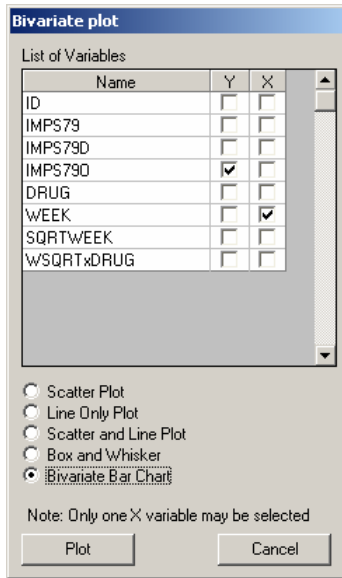 Bivariate plot
List of Variables
Name Y X
ID
IMPS79
IMPS79D
IMPS79O
DRUG
WEEK
SQRTWEEK
WSQRTxDRUG
Scatter Plot
Line Only Plot
Scatter and Line Plot
Box and Whisker
Bivariate Bar Chart
Note: Only one X variable may be selected
Plot Cancel